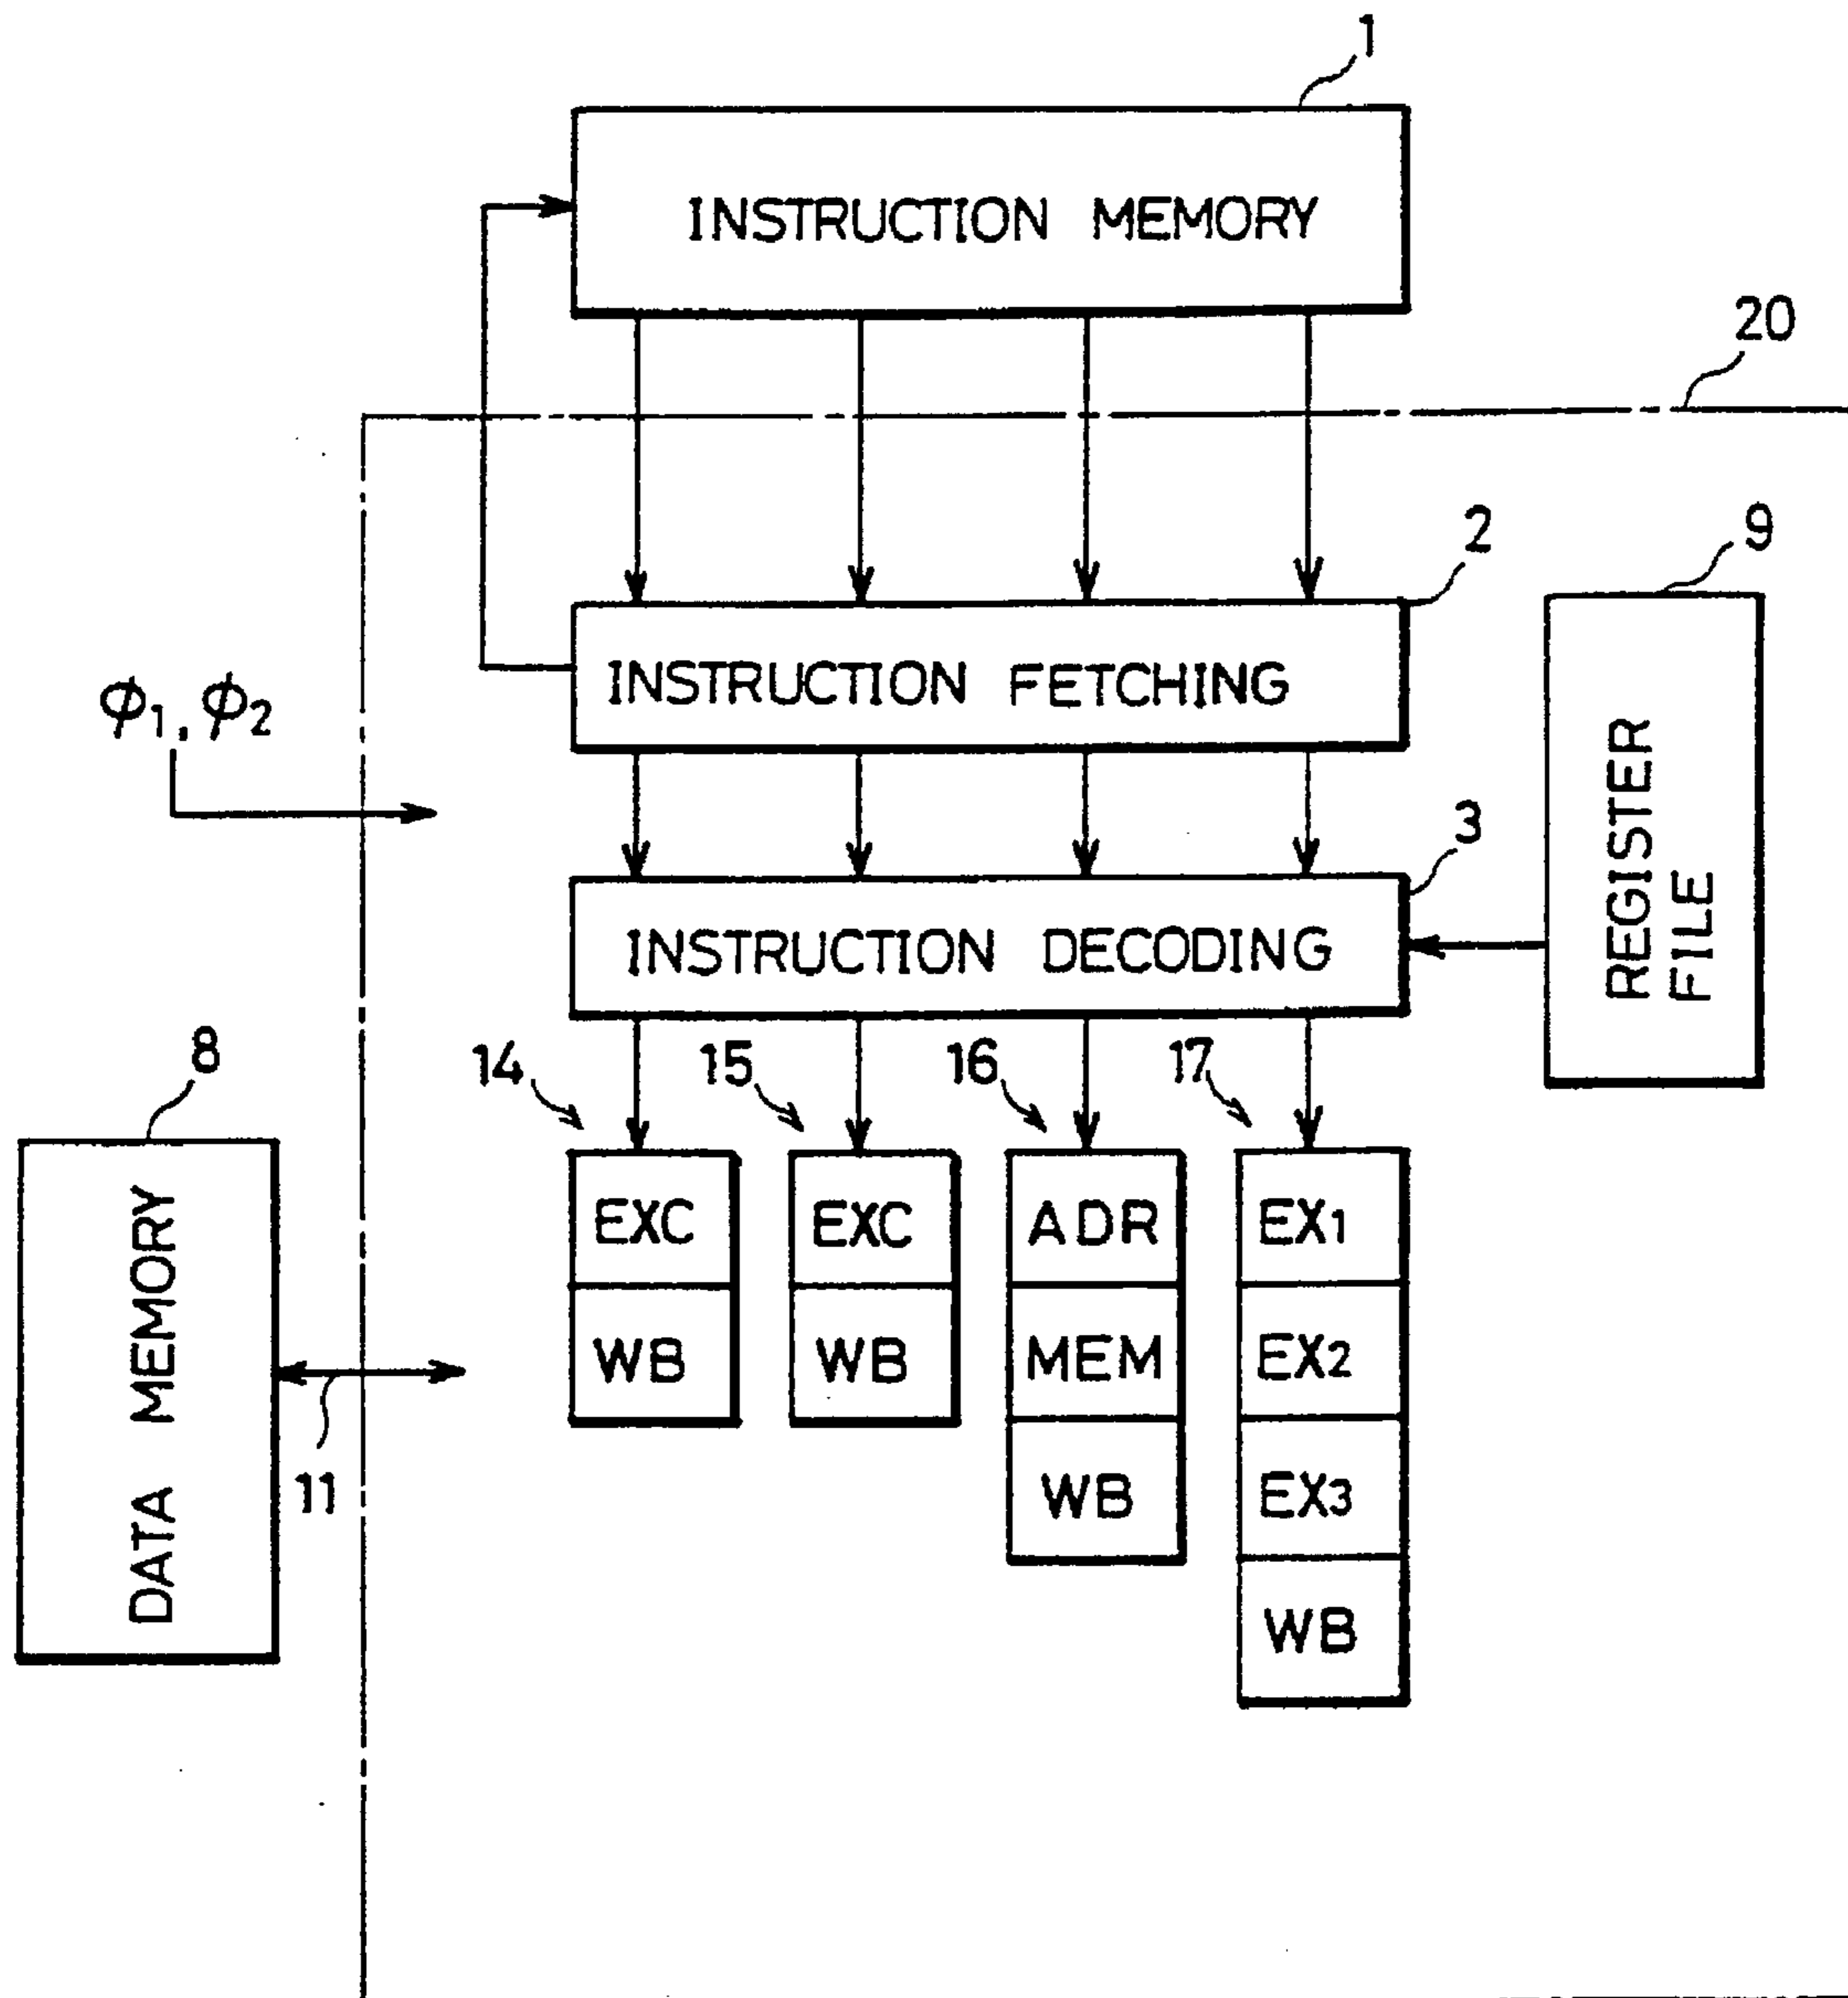 1
INSTRUCTION MEMORY
20
2
9
INSTRUCTION FETCHING
φ1, φ2
REGISTER
FILE
3
INSTRUCTION DECODING
8
14
15
16
17
DATA MEMORY
11
EXC
WB
EXC
WB
ADR
MEM
WB
EX1
EX2
EX3
WB